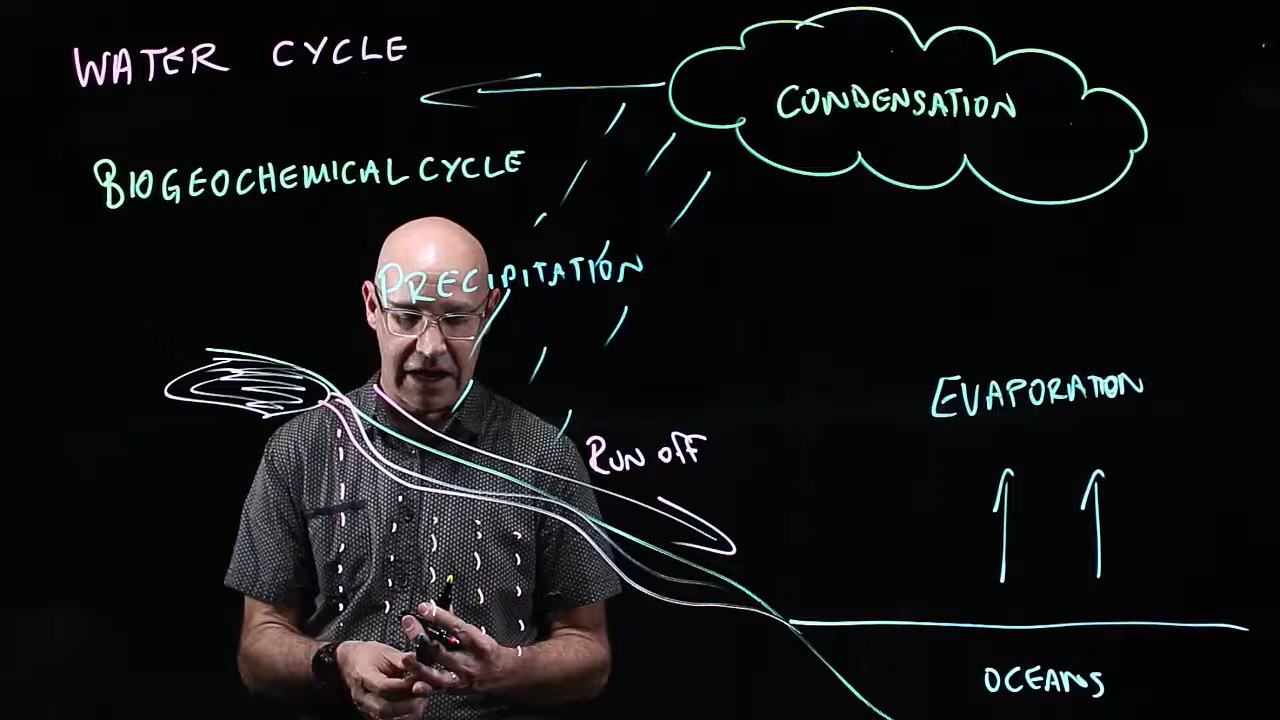 WATER CYCLE
CONDENSATION
BIOGEOCHEMICAL CYCLE
PRECIPITATION
EVAPORATION
RUN OFF
OCEANS